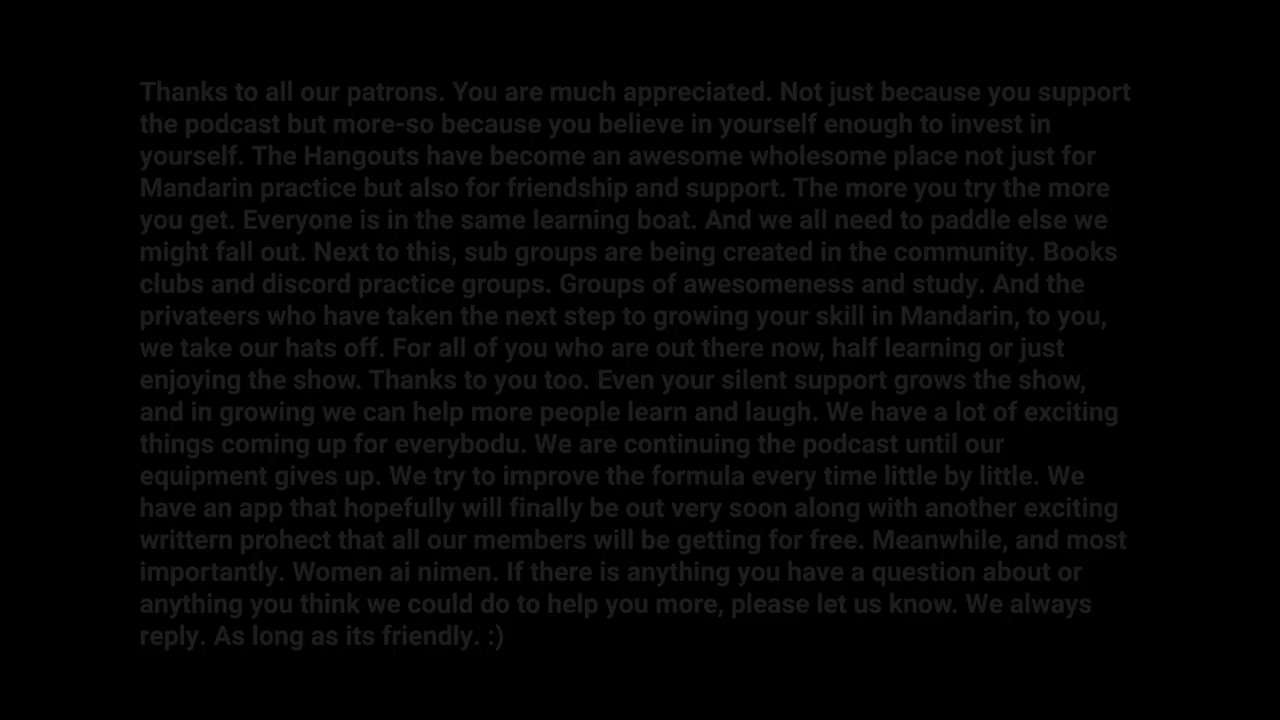 Thanks to all our patrons. You are much appreciated. Not just because you support
the podcast but more-so because you believe in yourself enough to invest in
yourself. The Hangouts have become an awesome wholesome place not just for
Mandarin practice but also for friendship and support. The more you try the more
you get. Everyone is in the same learning boat. And we all need to paddle else we
might fall out. Next to this, sub groups are being created in the community. Books
clubs and discord practice groups. Groups of awesomeness and study. And the
privateers who have taken the next step to growing your skill in Mandarin, to you,
we take our hats off. For all of you who are out there now, half learning or just
enjoying the show. Thanks to you too. Even your silent support grows the show,
and in growing we can help more people learn and laugh. We have a lot of exciting
things coming up for everybodu. We are continuing the podcast until our
equipment gives up. We try to improve the formula every time little by little. We
have an app that hopefully will finally be out very soon along with another exciting
writtern prohect that all our members will be getting for free. Meanwhile, and most
importantly. Women ai nimen. If there is anything you have a question about or
anything you think we could do to help you more, please let us know. We always
reply. As long as its friendly. :)